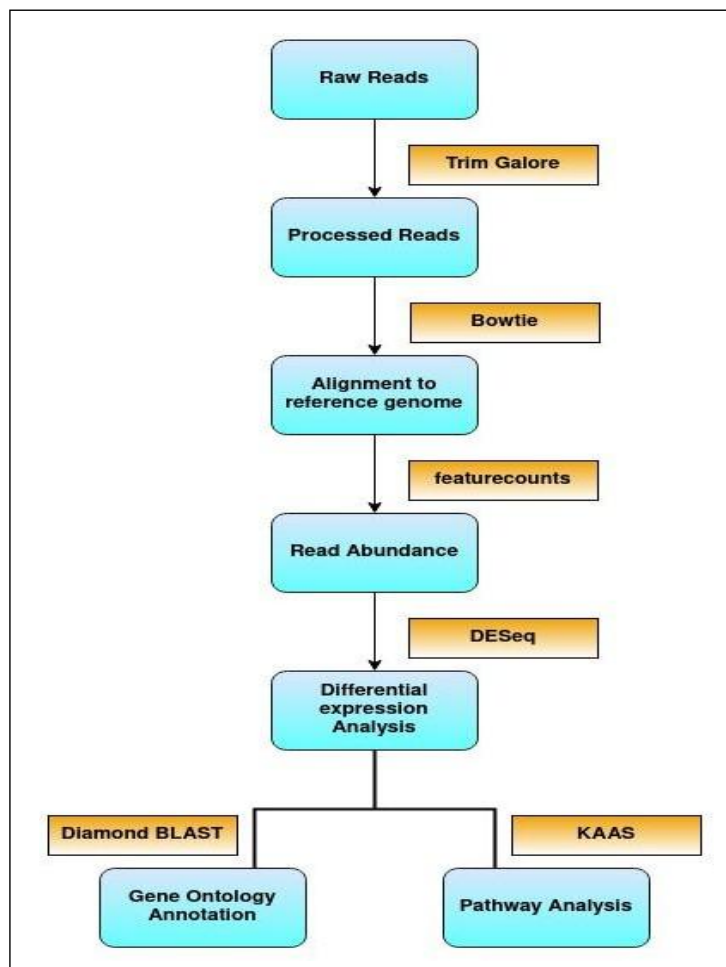 Raw Reads
Trim Galore
Processed Reads
Bowtie
Alignment to
reference genome
featurecounts
Read Abundance
DESeq
Differential
expression
Analysis
Diamond BLAST
KAAS
Gene Ontology
Annotation
Pathway Analysis